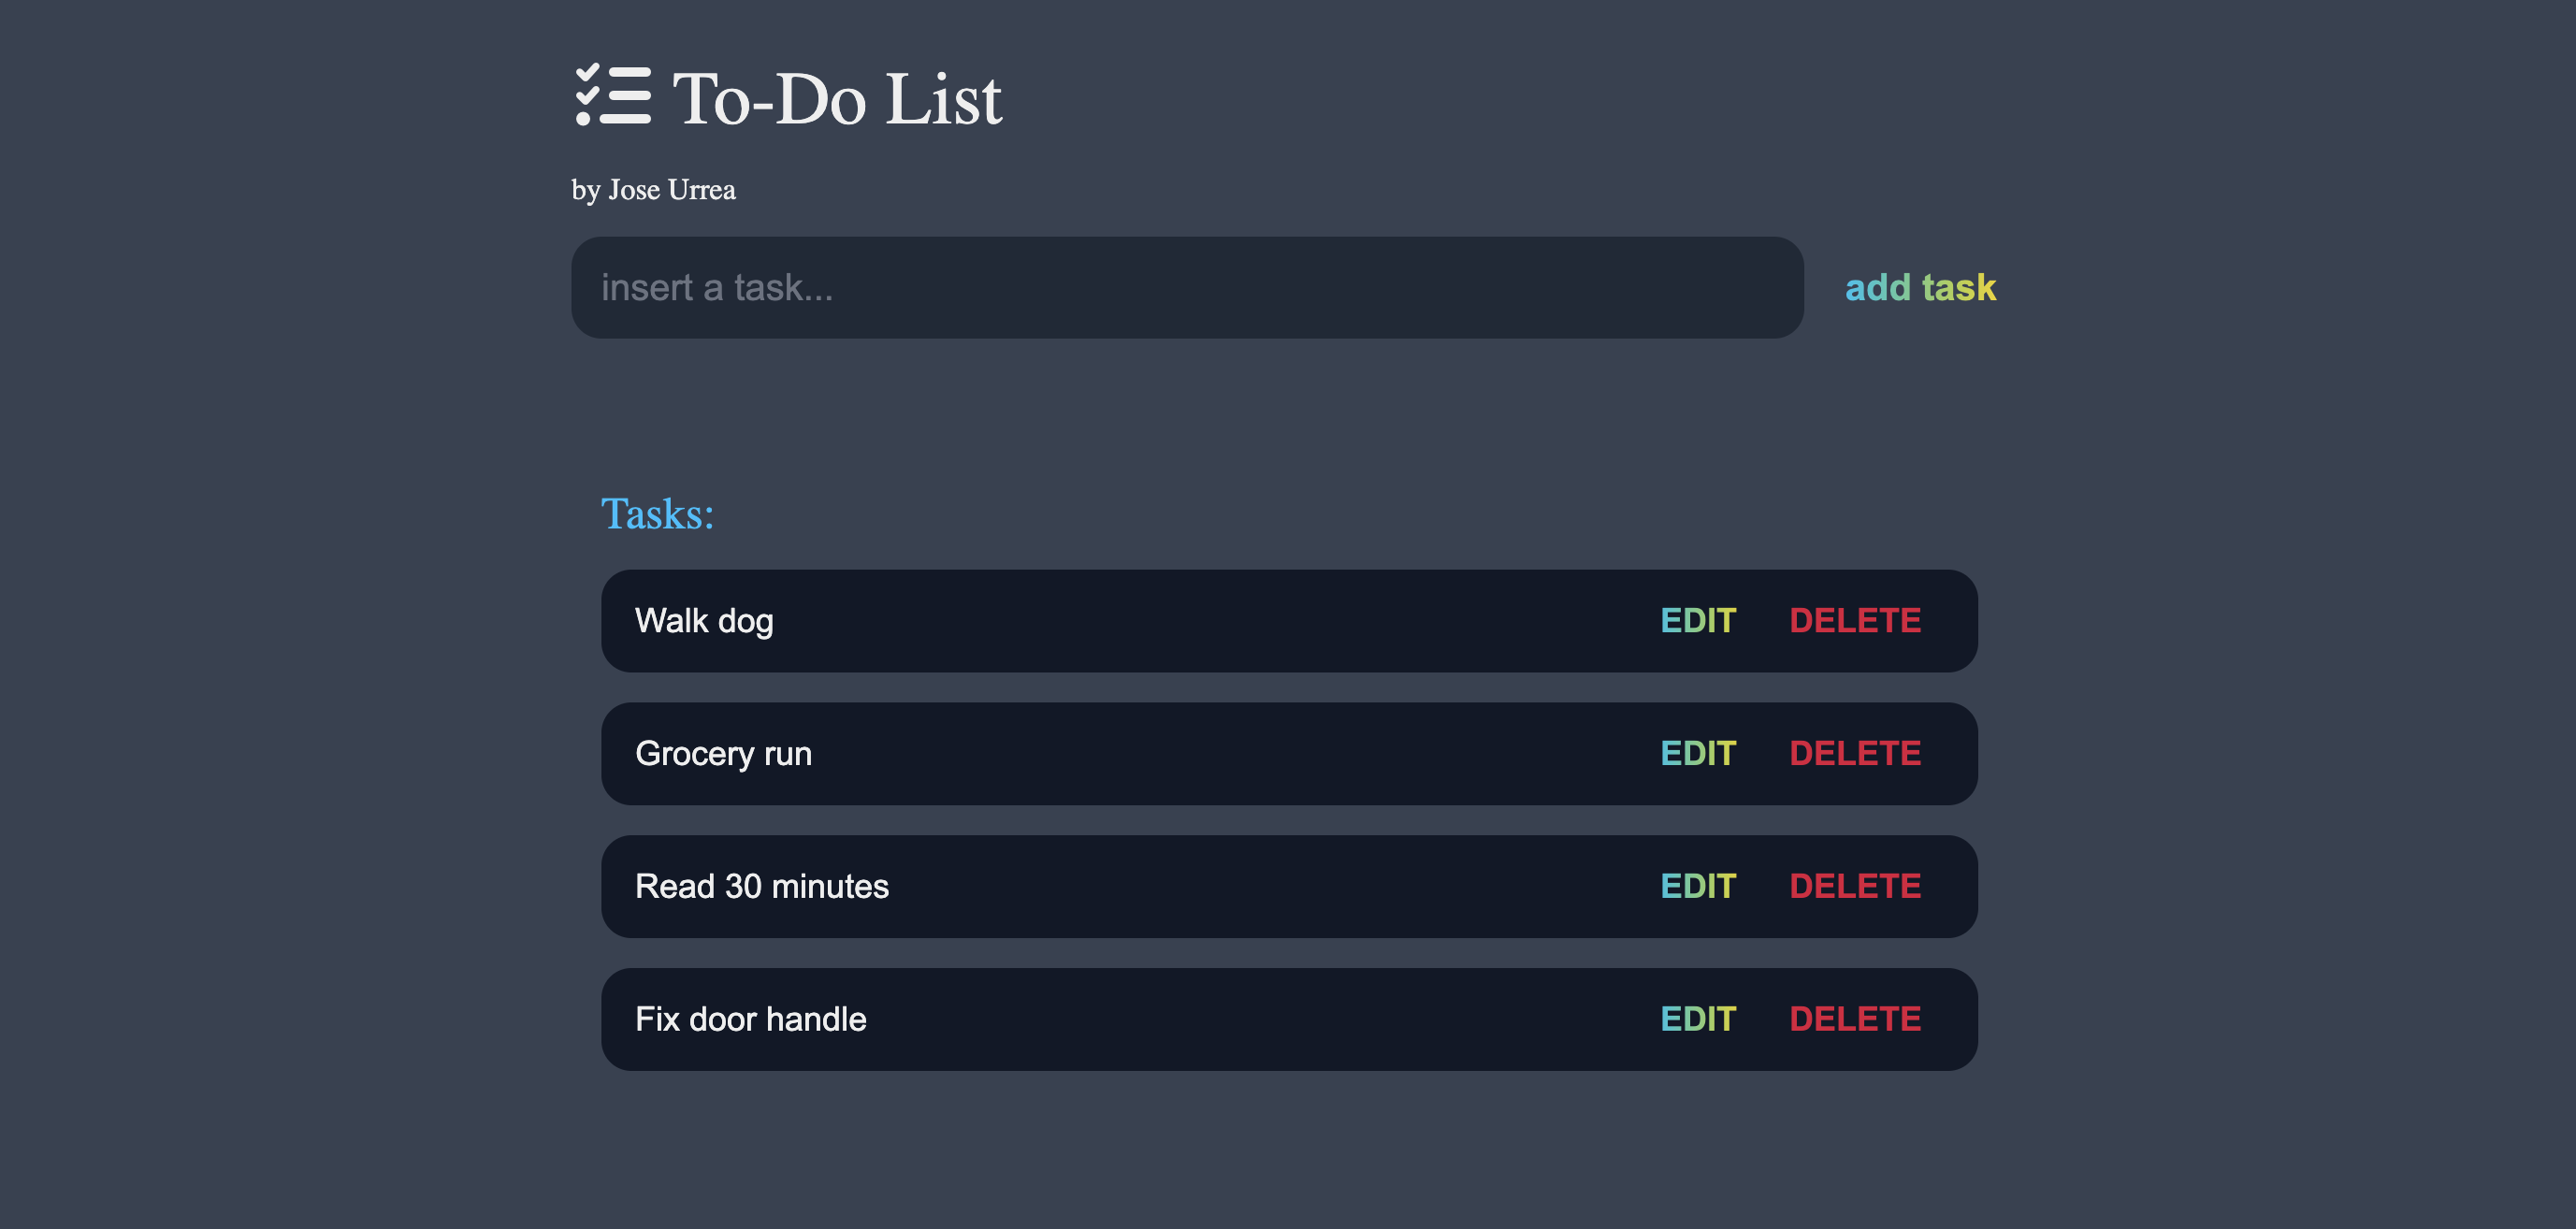 To-Do List
by Jose Urrea
insert a task... add task
Tasks:
Walk dog EDIT DELETE
Grocery run EDIT DELETE
Read 30 minutes EDIT DELETE
Fix door handle EDIT DELETE